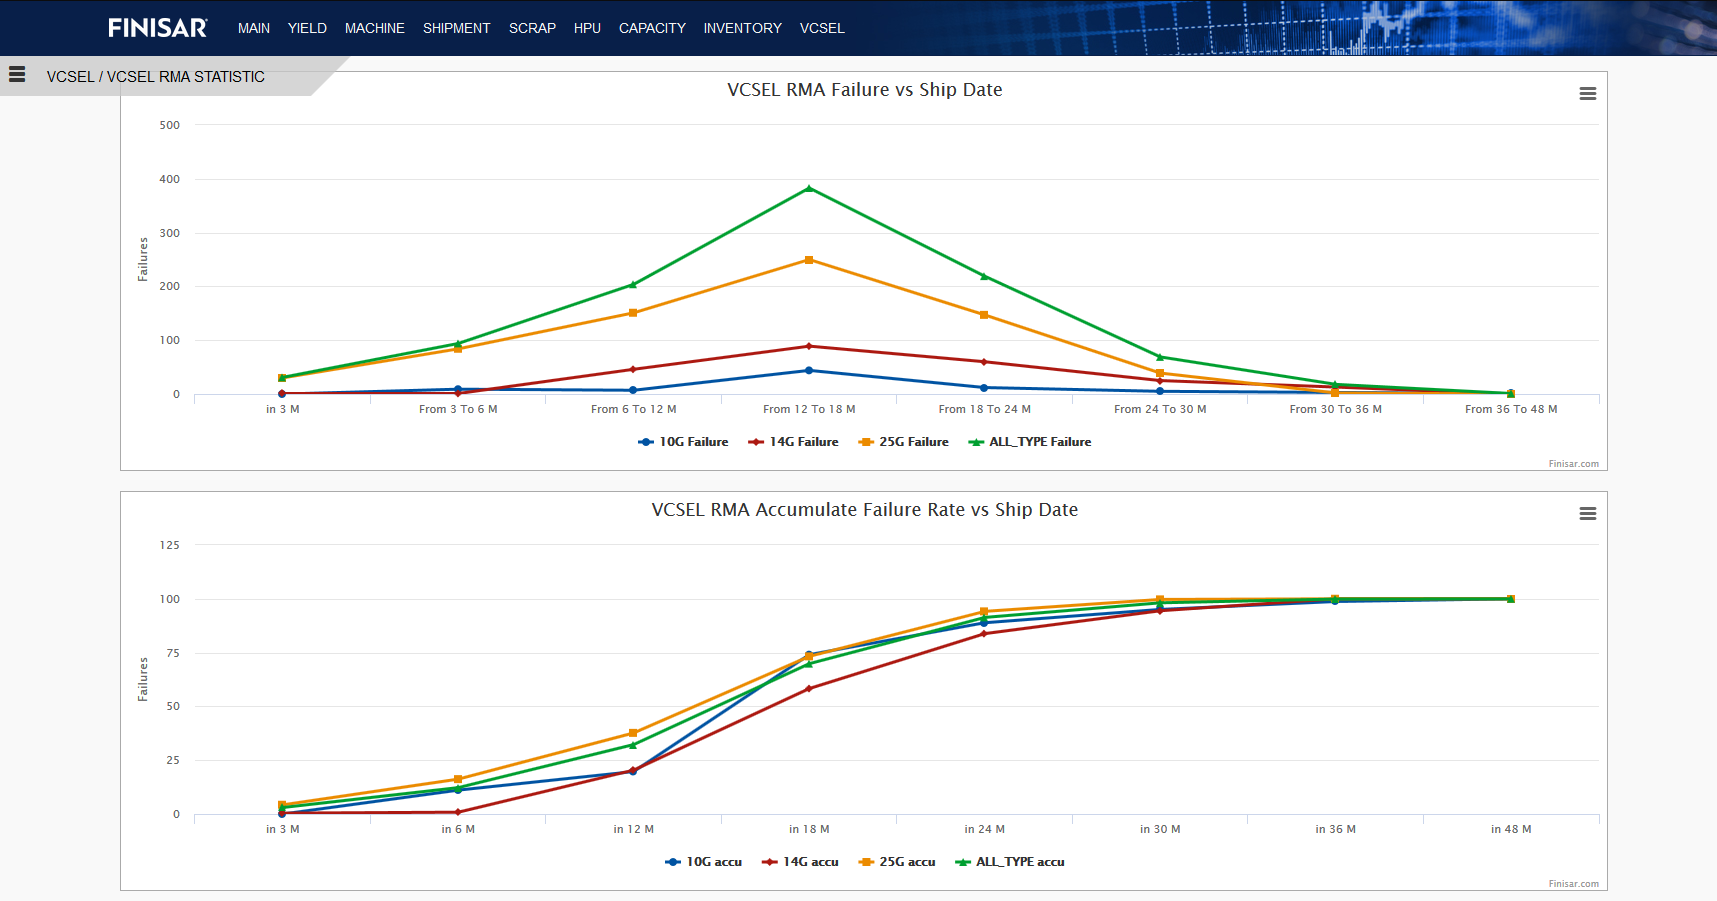 FINISAR MAIN YIELD MACHINE SHIPMENT SCRAP HPU CAPACITY INVENTORY VCSEL
VCSEL / VCSEL RMA STATISTIC
VCSEL RMA Failure vs Ship Date
500
400
300
200
100
0
Failures
in 3 M From 3 To 6 M From 6 To 12 M From 12 To 18 M From 18 To 24 M From 24 To 30 M From 30 To 36 M From 36 To 48 M
10G Failure 14G Failure 25G Failure ALL_TYPE Failure
Finisar.com
VCSEL RMA Accumulate Failure Rate vs Ship Date
125
100
75
50
25
0
Failures
in 3 M in 6 M in 12 M in 18 M in 24 M in 30 M in 36 M in 48 M
10G accu 14G accu 25G accu ALL_TYPE accu
Finisar.com